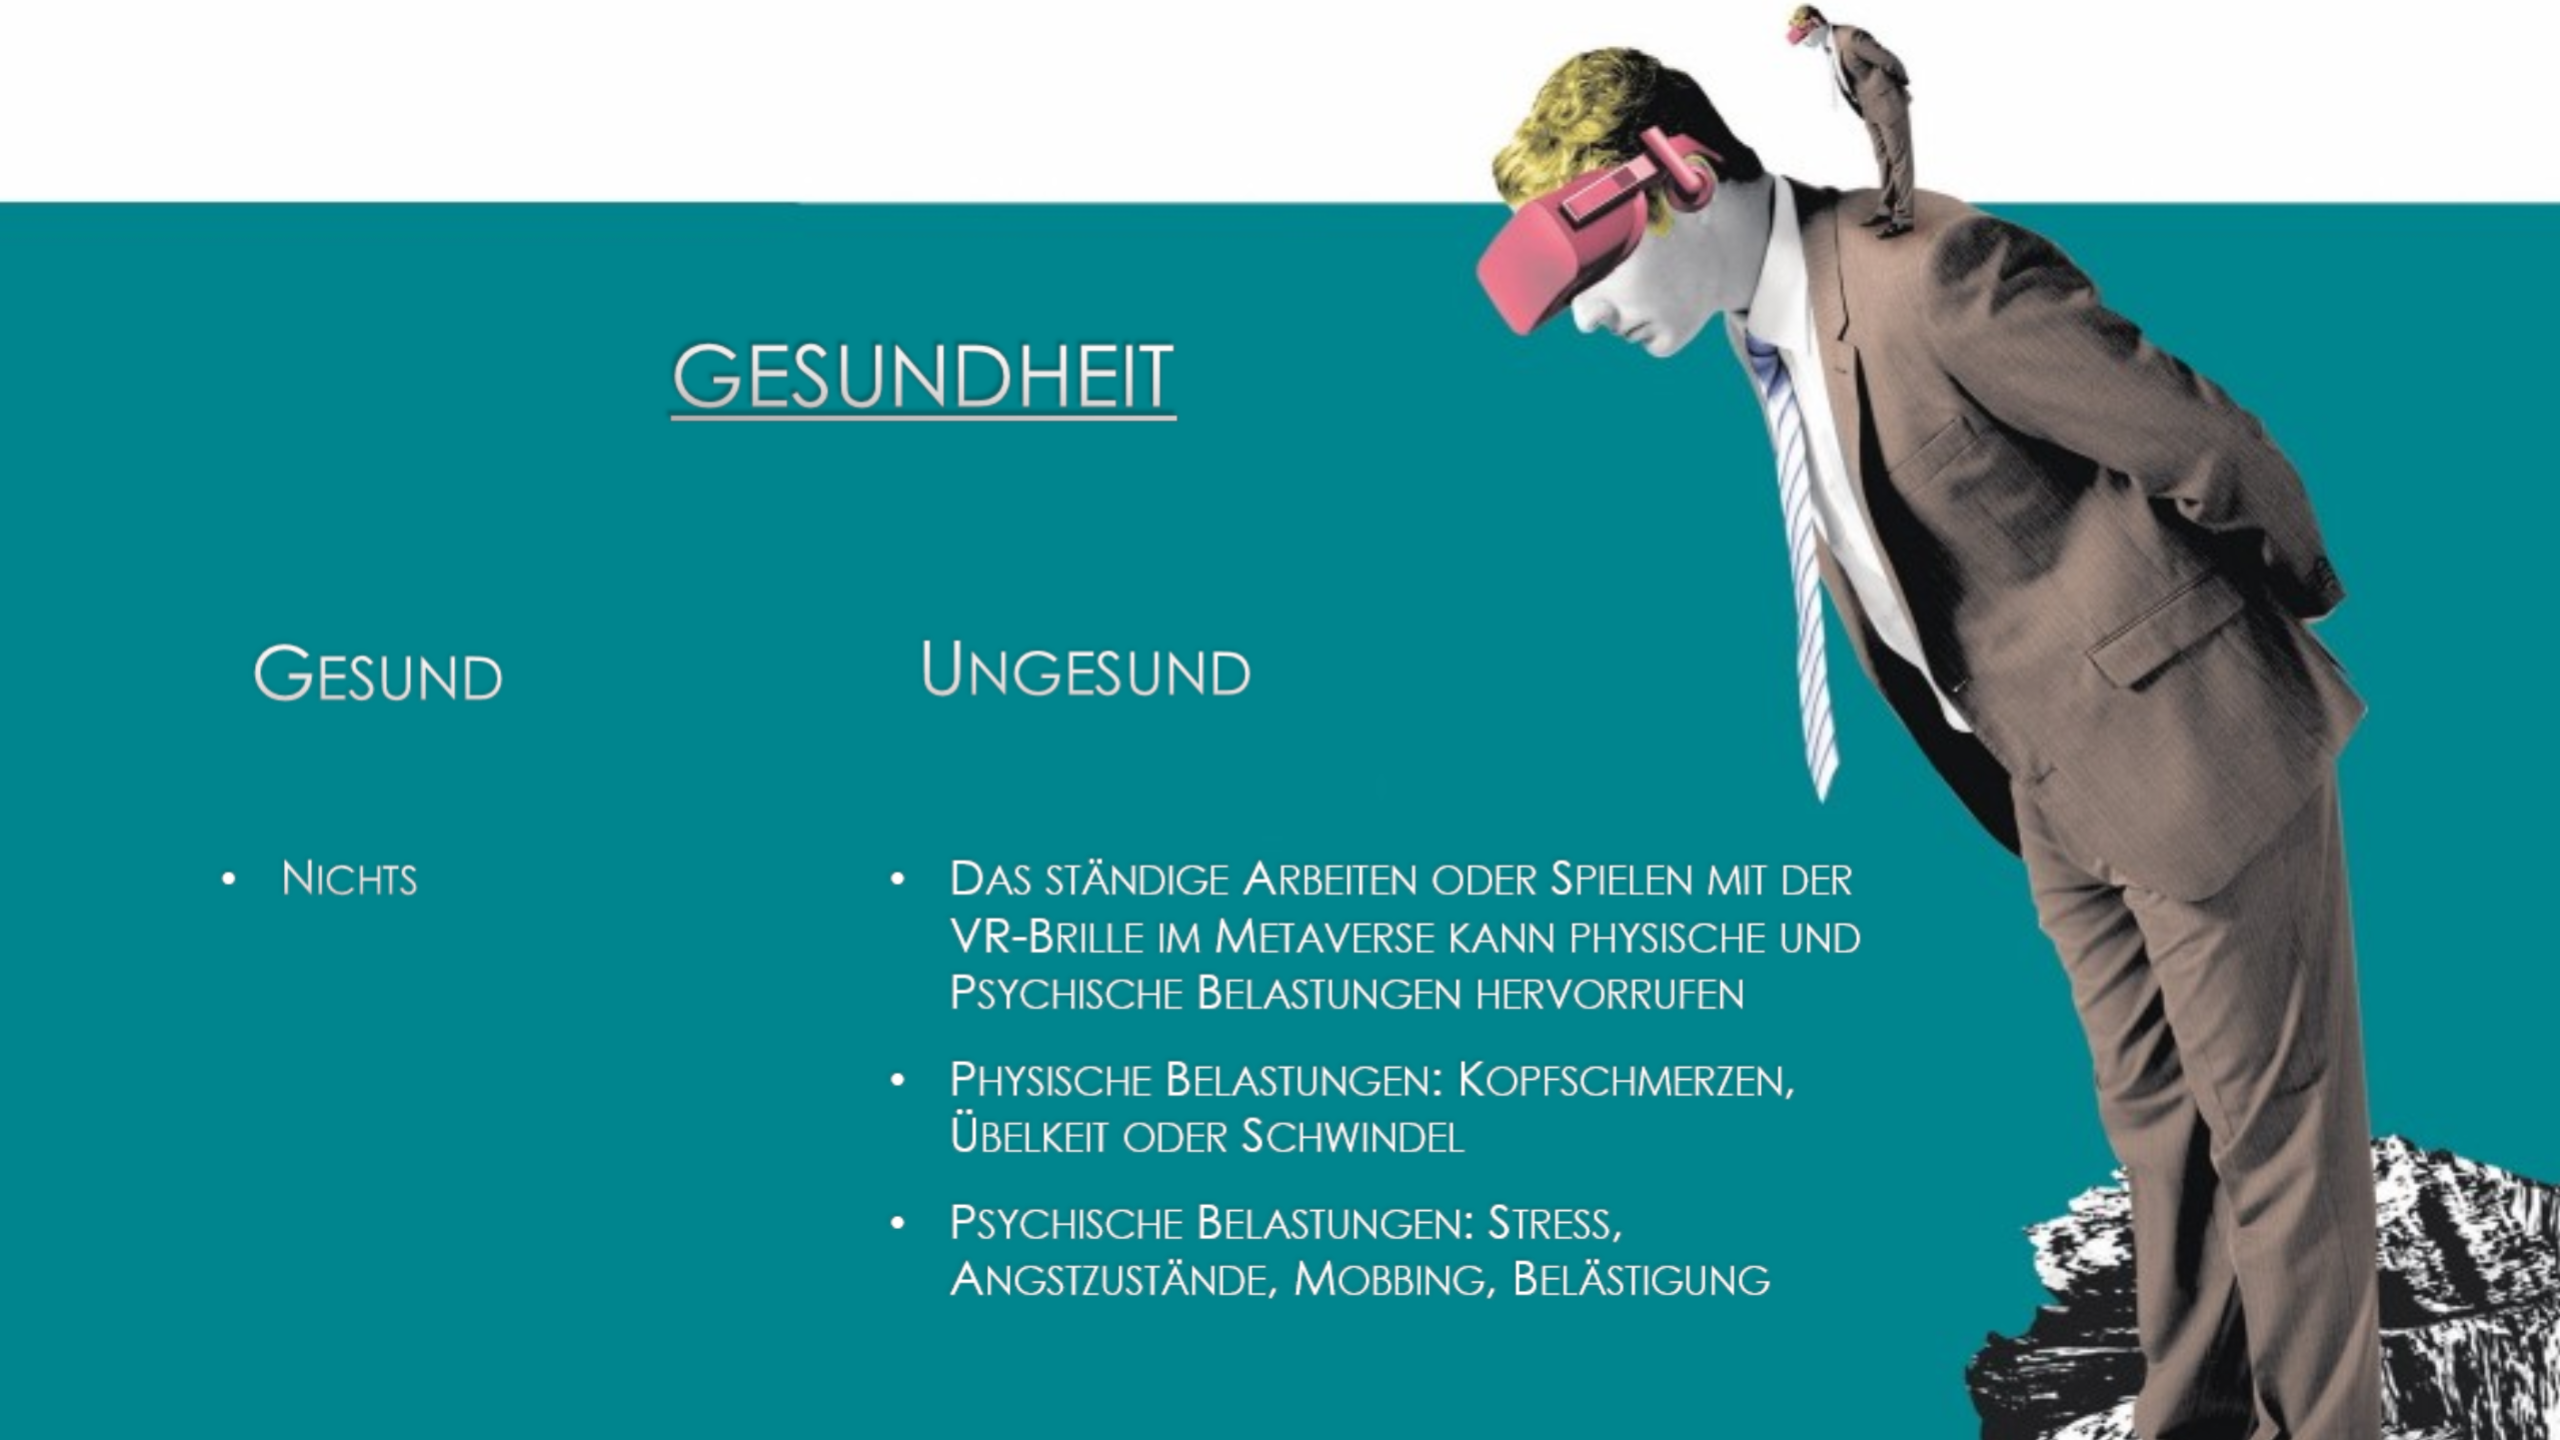 GESUNDHEIT
GESUND
UNGESUND
• NICHTS
• DAS STÄNDIGE ARBEITEN ODER SPIELEN MIT DER
VR-BRILLE IM METAVERSE KANN PHYSISCHE UND
PSYCHISCHE BELASTUNGEN HERVORRUFEN
• PHYSISCHE BELASTUNGEN: KOPFSCHMERZEN,
ÜBELKEIT ODER SCHWINDEL
• PSYCHISCHE BELASTUNGEN: STRESS,
ANGSTZUSTÄNDE, MOBBING, BELÄSTIGUNG